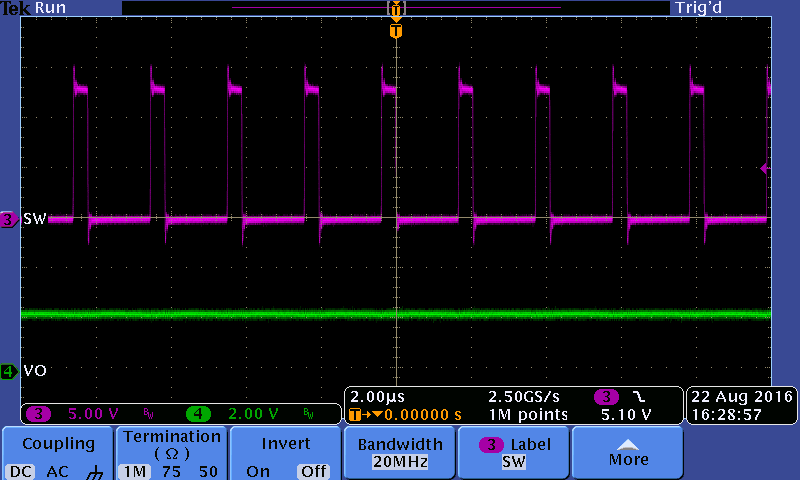 Tek Run Trig'd
T
T
3 SW
4 VO
3 5.00 V BW 4 2.00 V BW
2.00µs 2.50GS/s 3
T→▼0.00000 s 1M points 5.10 V
22 Aug 2016
16:28:57
Coupling
DC AC
Termination
(Ω)
1M 75 50
Invert
On Off
Bandwidth
20MHz
3 Label
SW
More